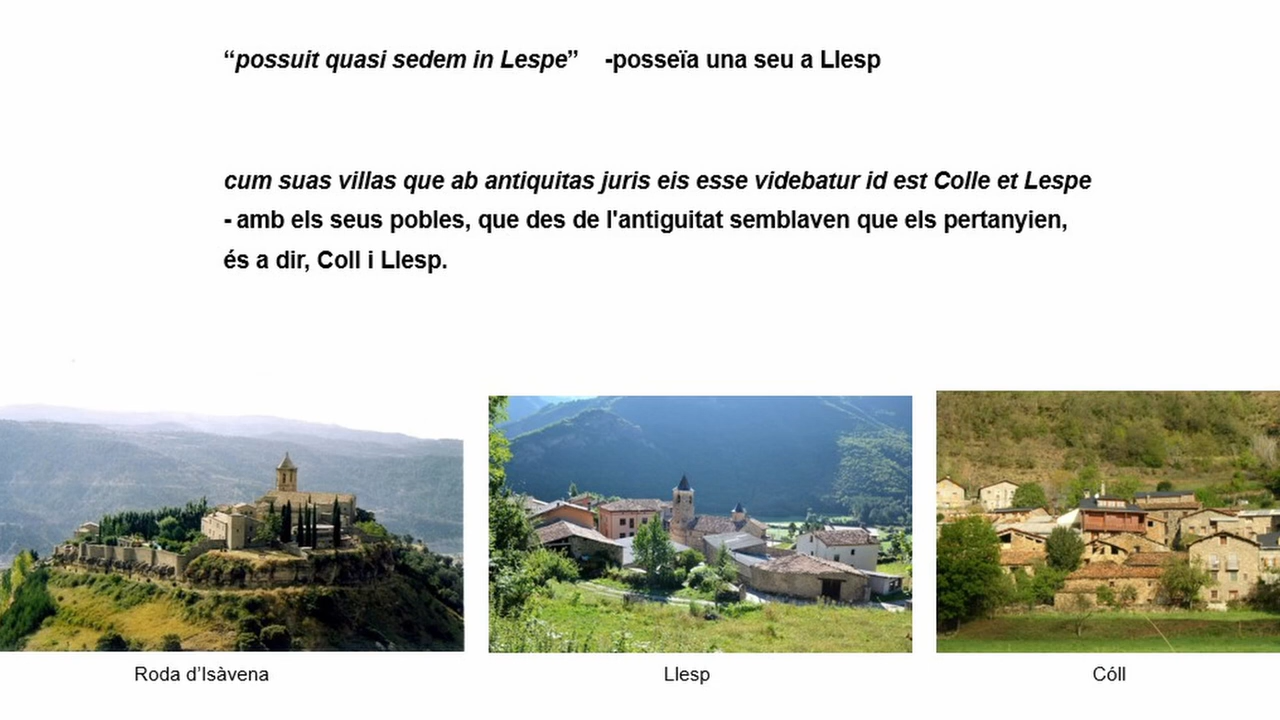 “possuit quasi sedem in Lespe” -posseïa una seu a Llesp
cum suas villas que ab antiquitas juris eis esse videbatur id est Colle et Lespe
- amb els seus pobles, que des de l'antiguitat semblaven que els pertanyien,
és a dir, Coll i Llesp.
Roda d’Isàvena
Llesp
Cóll